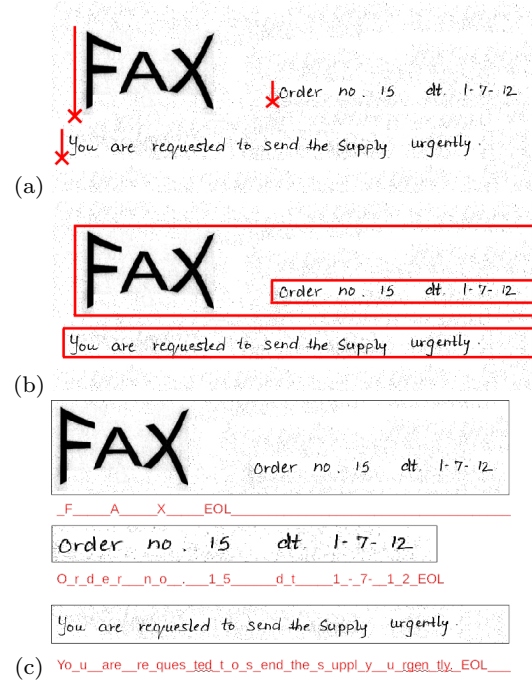 FAX
Order no. 15 dt. 1-7-12
You are requested to send the Supply urgently.
(a)
FAX
Order no. 15 dt. 1-7-12
You are requested to send the Supply urgently.
(b)
FAX
Order no. 15 dt. 1-7-12
_F_____A_____X_____EOL
Order no. 15 dt 1-7-12
O_r_d_e_r___n_o__.___1_5______d_t_____1_-_7-__1_2_EOL
You are requested to send the Supply urgently.
(c) Yo_u__are__re_ques_ted_t_o_s_end_the_s_uppl_y__u_rgen_tly._EOL___